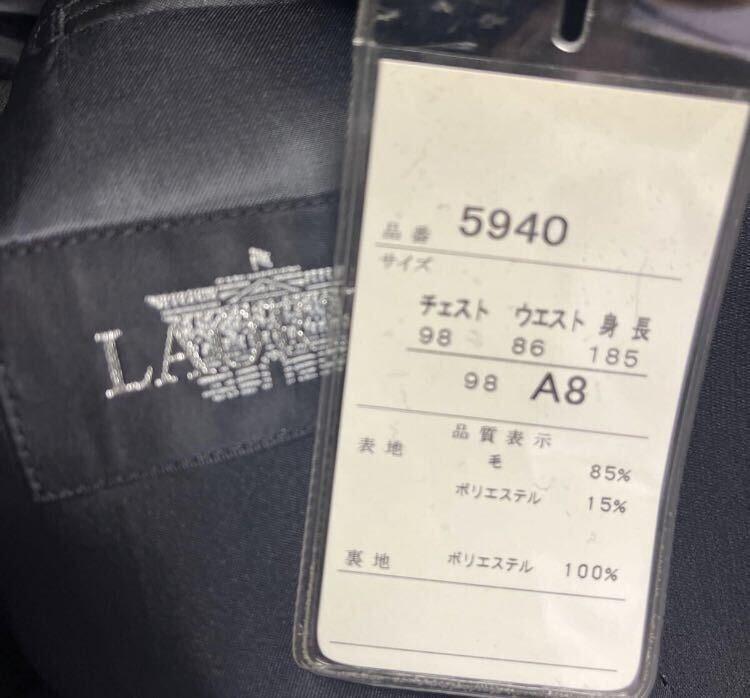 品番 5940
サイズ
チェスト ウエスト 身長
98 86 185
98 A8
品質表示
表地 毛 85%
ポリエステル 15%
裏地 ポリエステル 100%